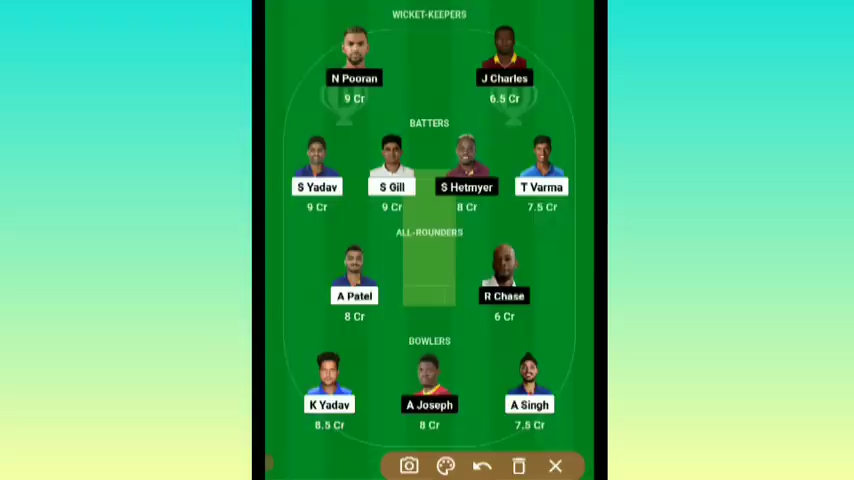 WICKET-KEEPERS
N Pooran J Charles
9 Cr 6.5 Cr
BATTERS
S Yadav S Gill S Hetmyer T Varma
9 Cr 9 Cr 8 Cr 7.5 Cr
ALL-ROUNDERS
A Patel R Chase
8 Cr 6 Cr
BOWLERS
K Yadav A Joseph A Singh
8.5 Cr 8 Cr 7.5 Cr